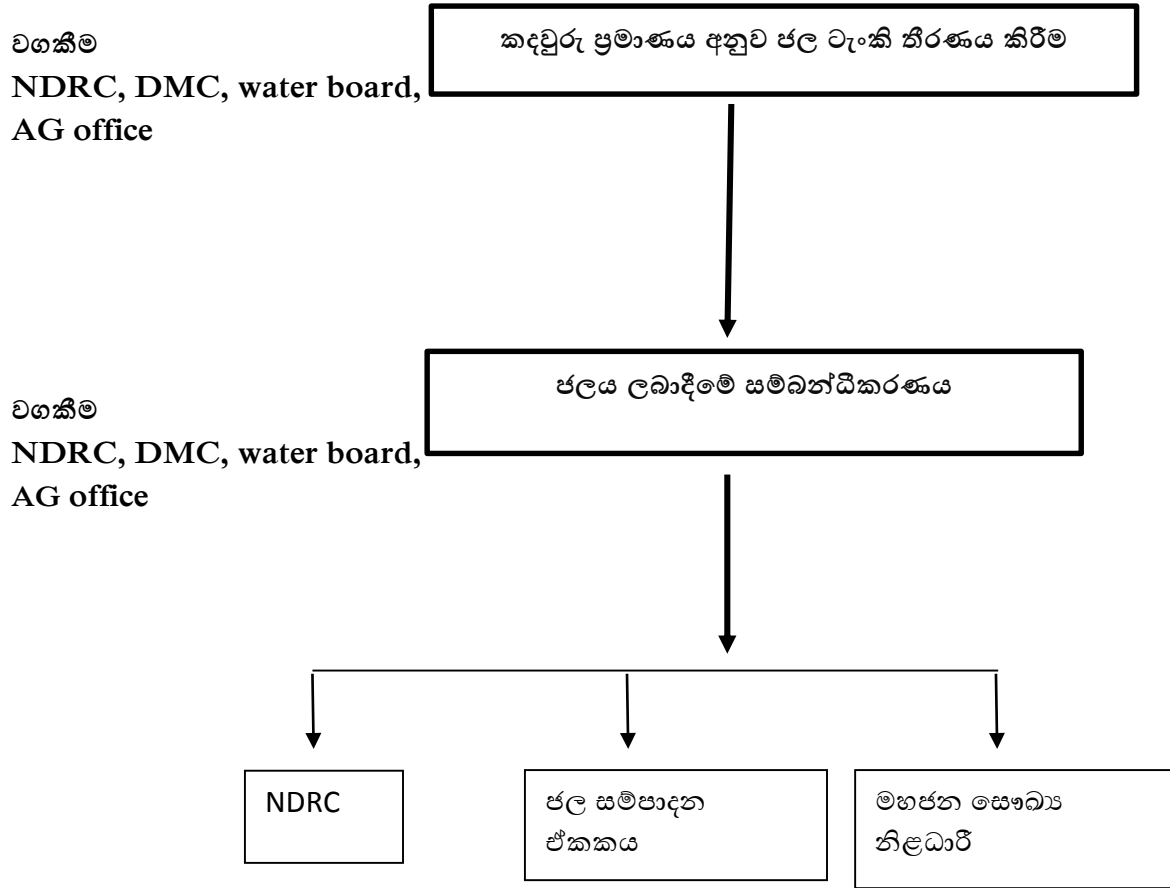 වගකීම
NDRC, DMC, water board,
AG office
කදවුරු ප්‍රමාණය අනුව ජල ටැංකි තීරණය කිරීම
වගකීම
NDRC, DMC, water board,
AG office
ජලය ලබාදීමේ සම්බන්ධීකරණය
NDRC
ජල සම්පාදන
ඒකකය
මහජන සෞඛ්‍ය
නිළධාරී